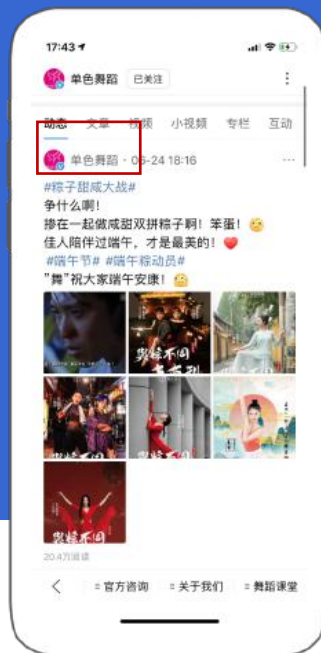 17:43
单色舞蹈 已关注
动态 文章 视频 小视频 专栏 互动
单色舞蹈 · 06-24 18:16
#粽子甜咸大战#
争什么啊!
掺在一起做咸甜双拼粽子啊!笨蛋!
佳人陪伴过端午,才是最美的!
#端午节# #端午粽动员#
"舞"祝大家端午安康!
20.4万阅读
官方咨询 关于我们 舞蹈课堂